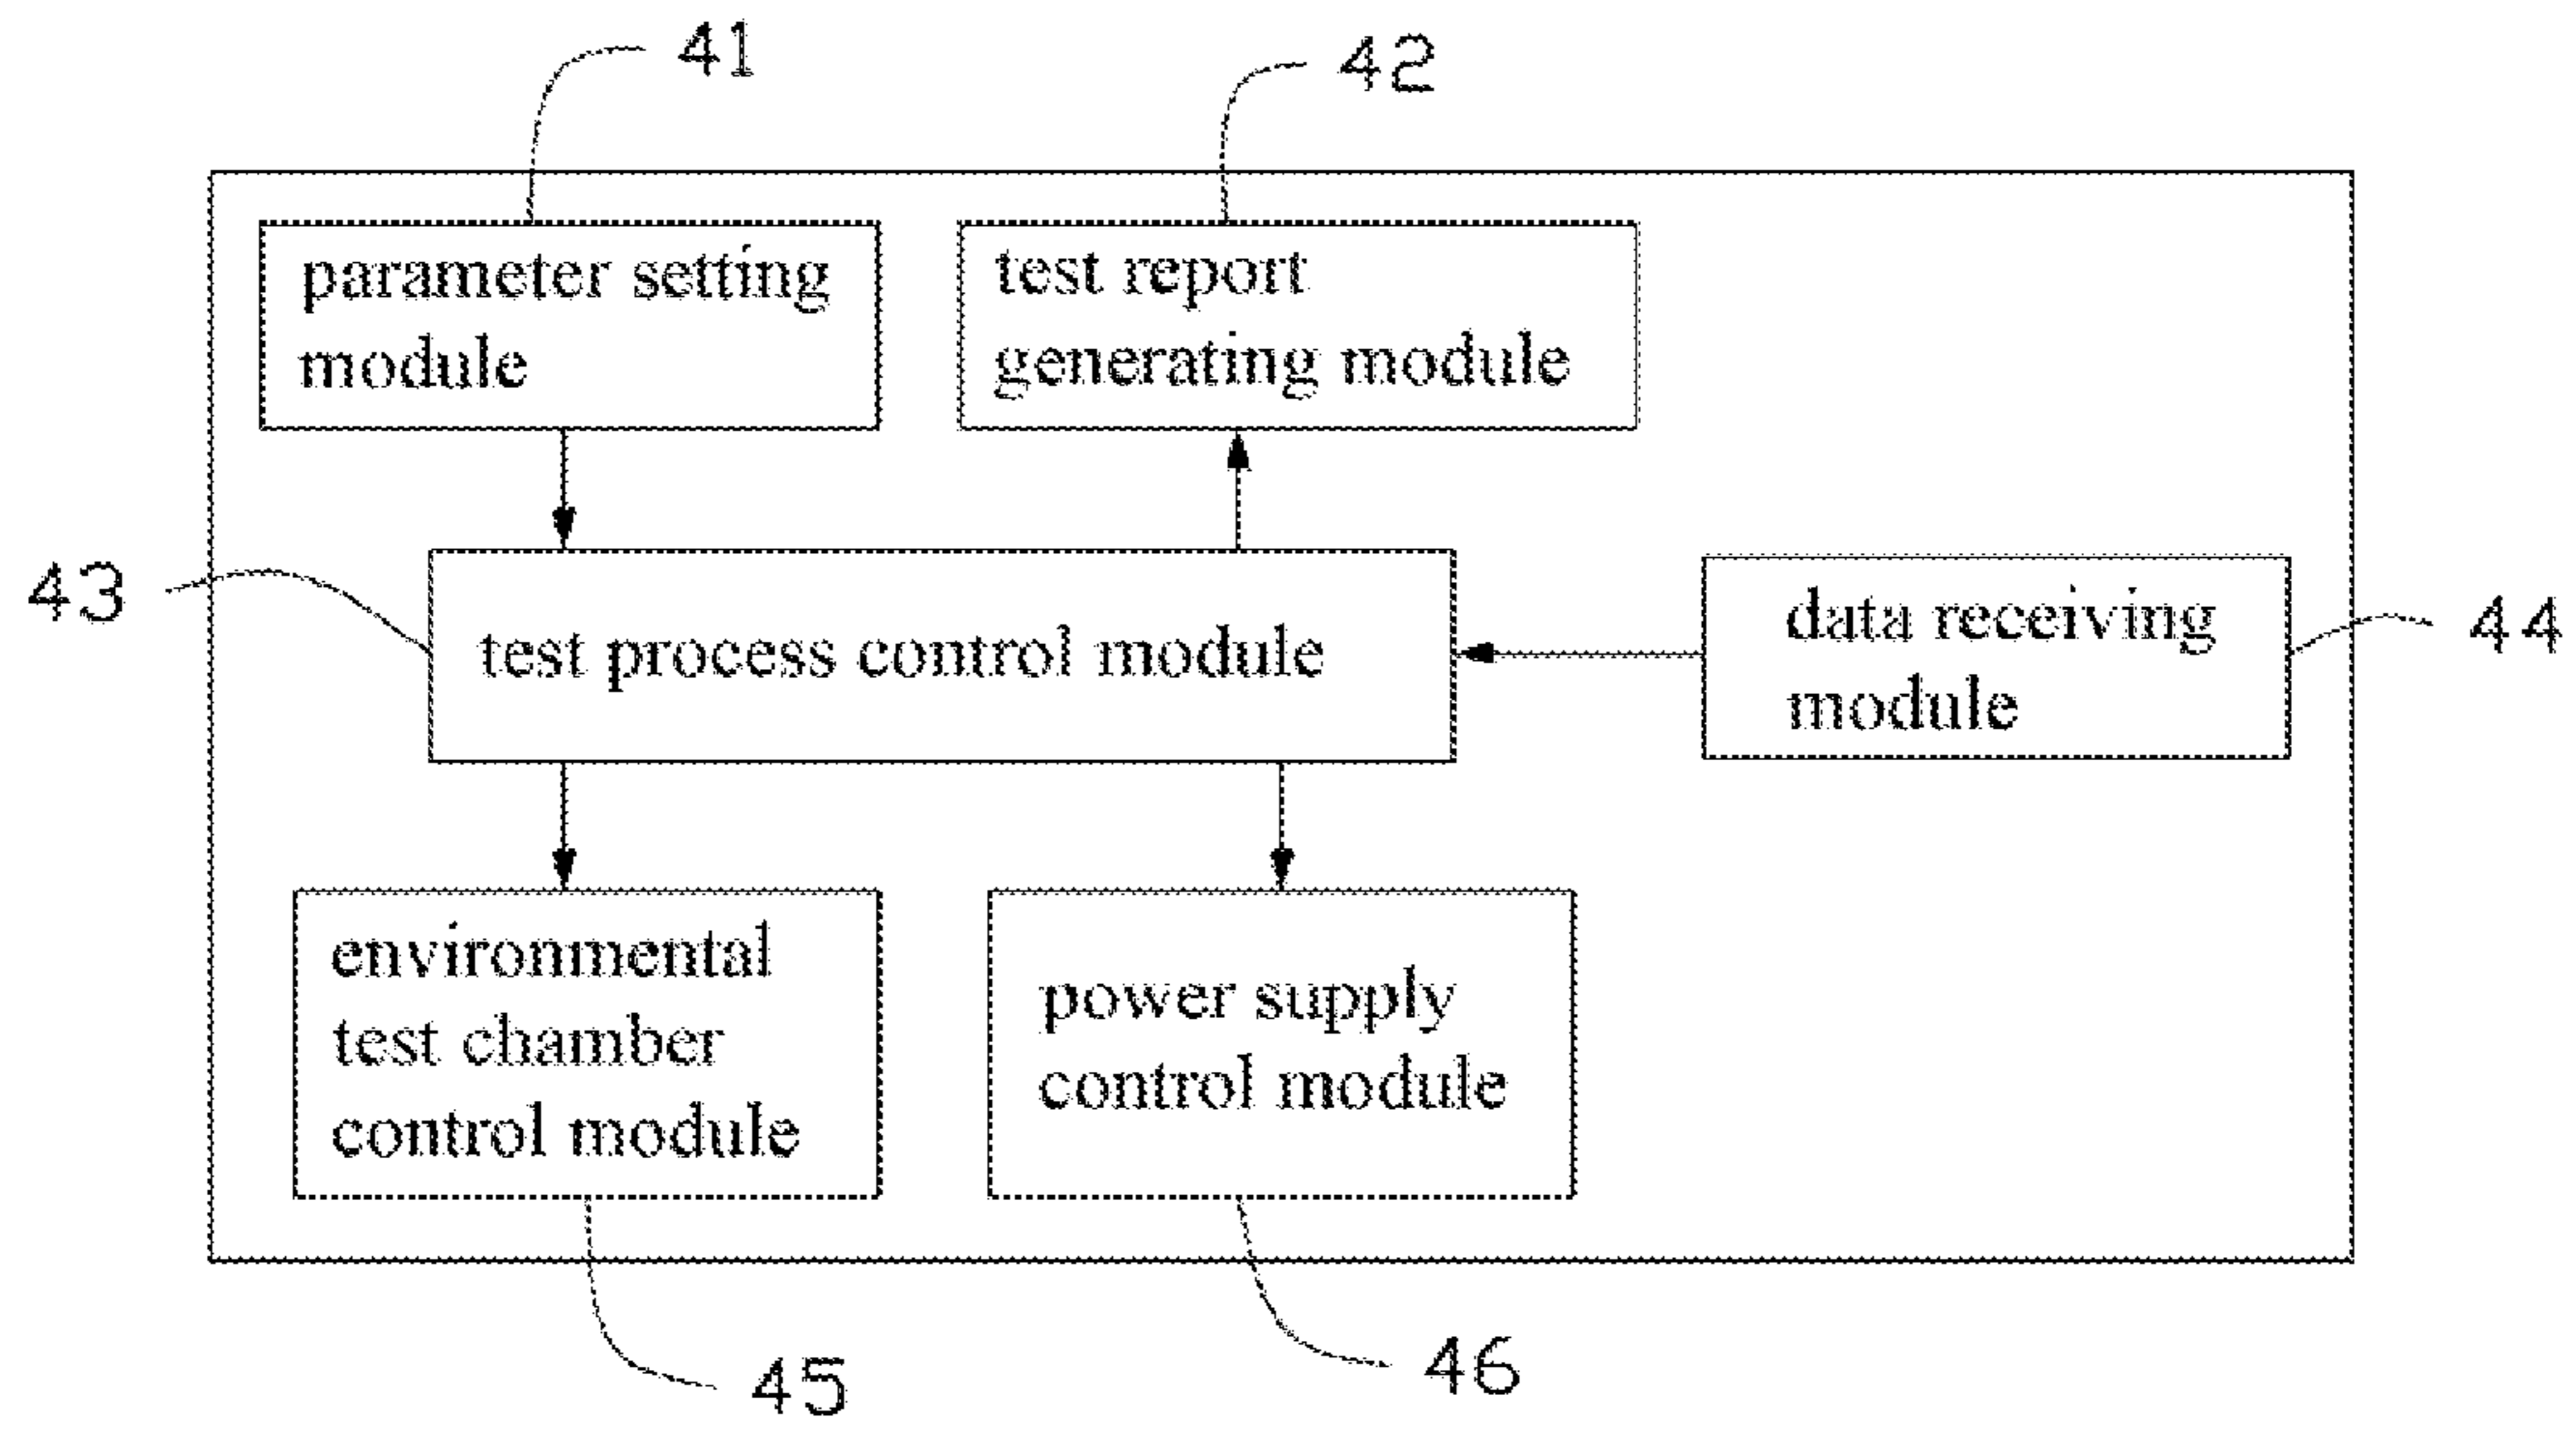 41
42
parameter setting
module
test report
generating module
43
test process control module
data receiving
module
44
environmental
test chamber
control module
power supply
control module
45
46